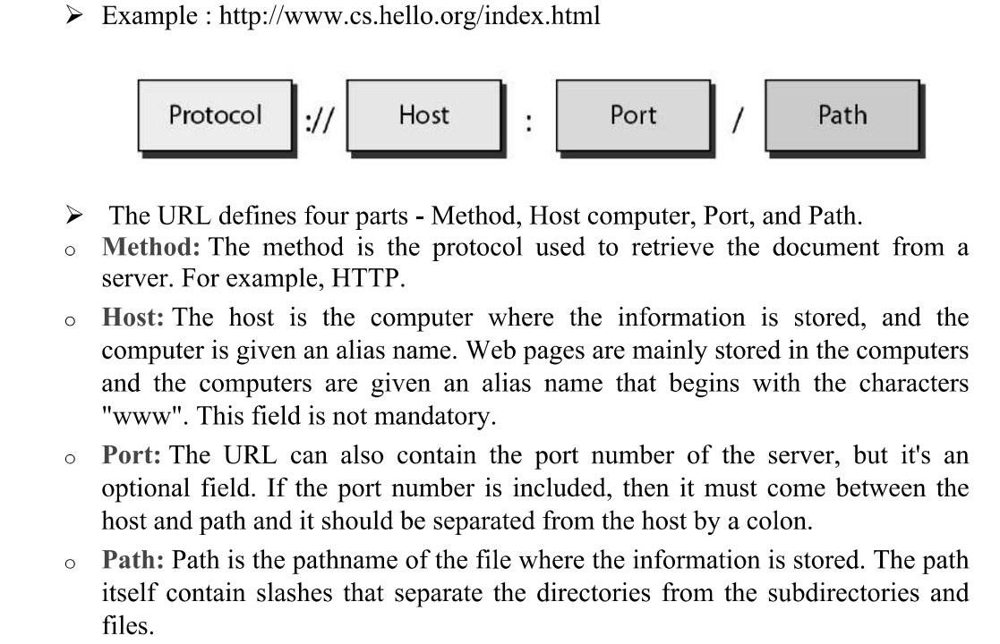 ➢ Example : http://www.cs.hello.org/index.html
Protocol :// Host : Port / Path
➢ The URL defines four parts - Method, Host computer, Port, and Path.
○ Method: The method is the protocol used to retrieve the document from a
server. For example, HTTP.
○ Host: The host is the computer where the information is stored, and the
computer is given an alias name. Web pages are mainly stored in the computers
and the computers are given an alias name that begins with the characters
"www". This field is not mandatory.
○ Port: The URL can also contain the port number of the server, but it's an
optional field. If the port number is included, then it must come between the
host and path and it should be separated from the host by a colon.
○ Path: Path is the pathname of the file where the information is stored. The path
itself contain slashes that separate the directories from the subdirectories and
files.